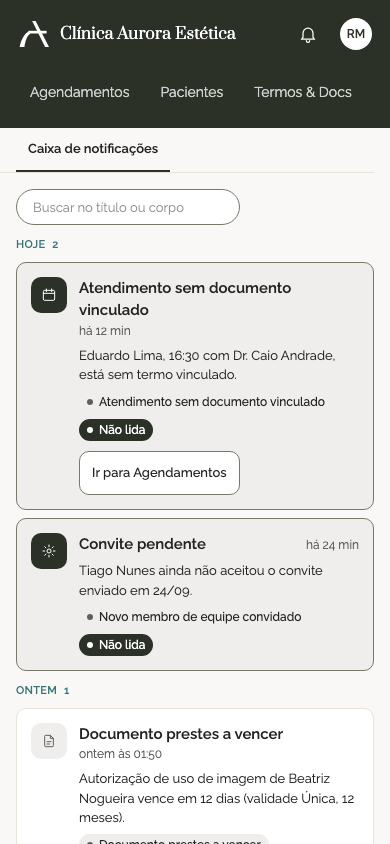 Clínica Aurora Estética
RM
Agendamentos Pacientes Termos & Docs
Caixa de notificações
Buscar no título ou corpo
HOJE 2
Atendimento sem documento
vinculado
há 12 min
Eduardo Lima, 16:30 com Dr. Caio Andrade,
está sem termo vinculado.
Atendimento sem documento vinculado
Não lida
Ir para Agendamentos
Convite pendente há 24 min
Tiago Nunes ainda não aceitou o convite
enviado em 24/09.
Novo membro de equipe convidado
Não lida
ONTEM 1
Documento prestes a vencer
ontem às 01:50
Autorização de uso de imagem de Beatriz
Nogueira vence em 12 dias (validade Única, 12
meses).
Documento prestes a vencer